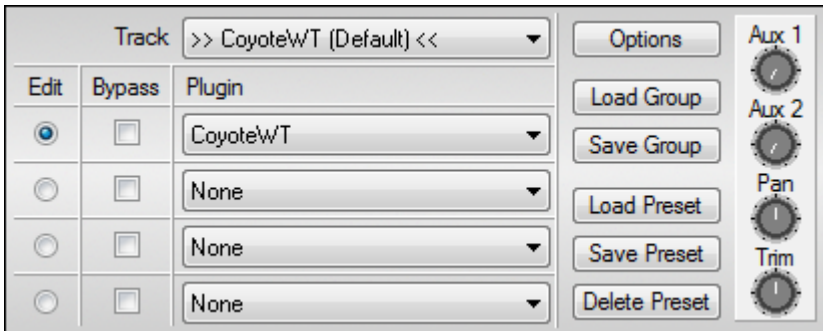 Track >> CoyoteWT (Default) << Options Aux 1
Edit Bypass Plugin Load Group
Aux 2
CoyoteWT Save Group
None Load Preset Pan
None Save Preset Trim
None Delete Preset